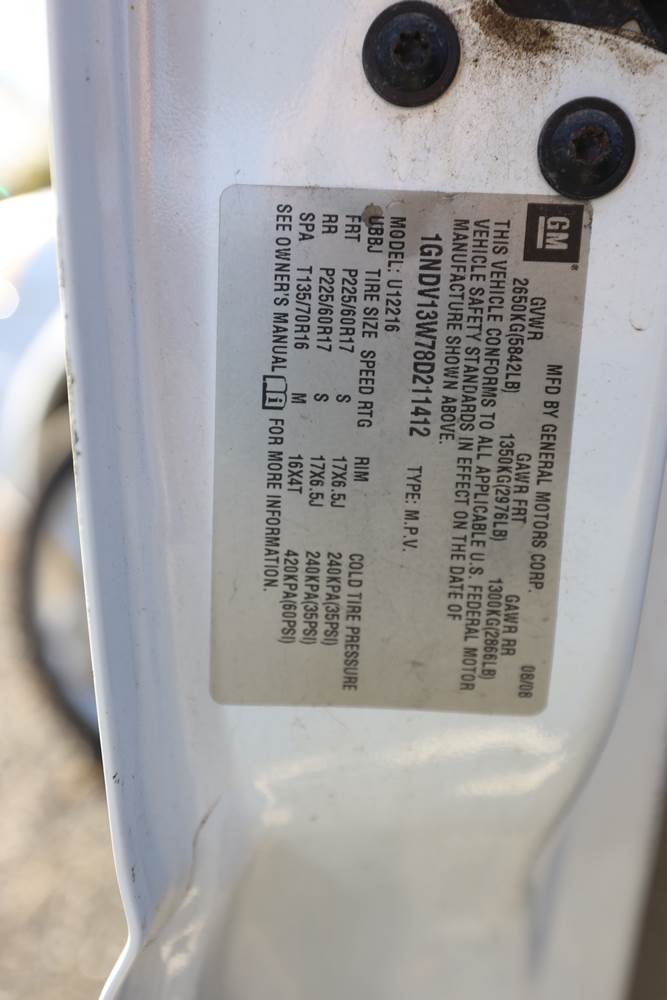 GM
MFD BY GENERAL MOTORS CORP. 08/08
GVWR GAWR FRT GAWR RR
2650KG(5842LB) 1350KG(2976LB) 1300KG(2866LB)
THIS VEHICLE CONFORMS TO ALL APPLICABLE U.S. FEDERAL MOTOR
VEHICLE SAFETY STANDARDS IN EFFECT ON THE DATE OF
MANUFACTURE SHOWN ABOVE.
1GNDV13W78D211412 TYPE: M.P.V.
MODEL: U12216
UBBJ TIRE SIZE SPEED RTG RIM COLD TIRE PRESSURE
FRT P225/60R17 S 17X6.5J 240KPA(35PSI)
RR P225/60R17 S 17X6.5J 240KPA(35PSI)
SPA T135/70R16 M 16X4T 420KPA(60PSI)
SEE OWNER'S MANUAL i FOR MORE INFORMATION.